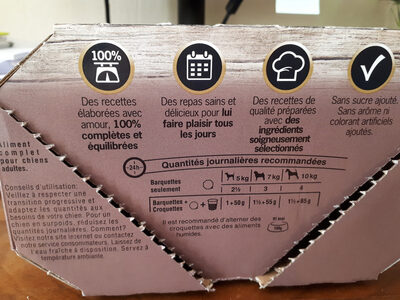 100%
Des recettes
élaborées avec
amour, 100%
complètes et
équilibrées
Des repas sains et
délicieux pour lui
faire plaisir tous
les jours
Des recettes de
qualité préparées
avec des
ingrédients
soigneusement
sélectionnés
Sans sucre ajouté.
Sans arôme ni
colorant artificiels
ajoutés.
Aliment
complet
pour chiens
adultes.
Conseils d'utilisation:
Veillez à respecter une
transition progressive et
adaptez les quantités aux
besoins de votre chien. Pour un
chien en surpoids, réduisez les
quantités journalières. Comment?
Visitez notre site internet ou contactez
notre service consommateurs. Laissez de
l'eau fraîche à disposition. Servez à
température ambiante.
24h
Quantités journalières recommandées
5 kg 7 kg 10 kg
Barquettes
seulement 2½ 3 4
Barquettes +
Croquettes 1+50g 1½+55g 1½+85g
Il est recommandé d'alterner des
croquettes avec des aliments
humides.